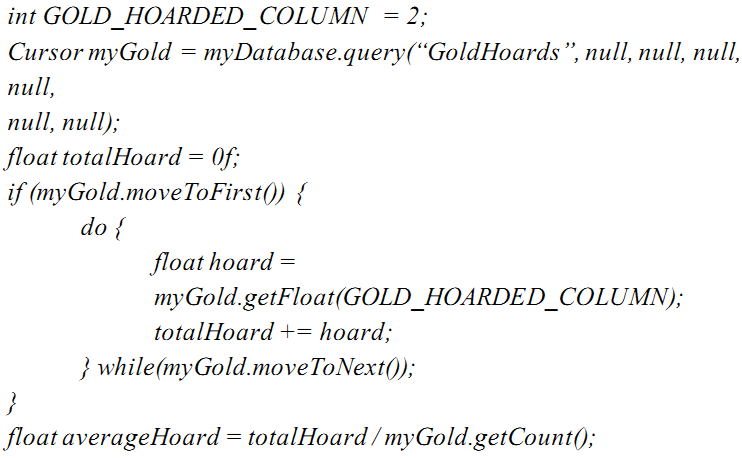 int GOLD_HOARDED_COLUMN = 2;
Cursor myGold = myDatabase.query(“GoldHoards”, null, null, null,
null,
null, null);
float totalHoard = 0f;
if (myGold.moveToFirst()) {
do {
float hoard =
myGold.getFloat(GOLD_HOARDED_COLUMN);
totalHoard += hoard;
} while(myGold.moveToNext());
}
float averageHoard = totalHoard / myGold.getCount();